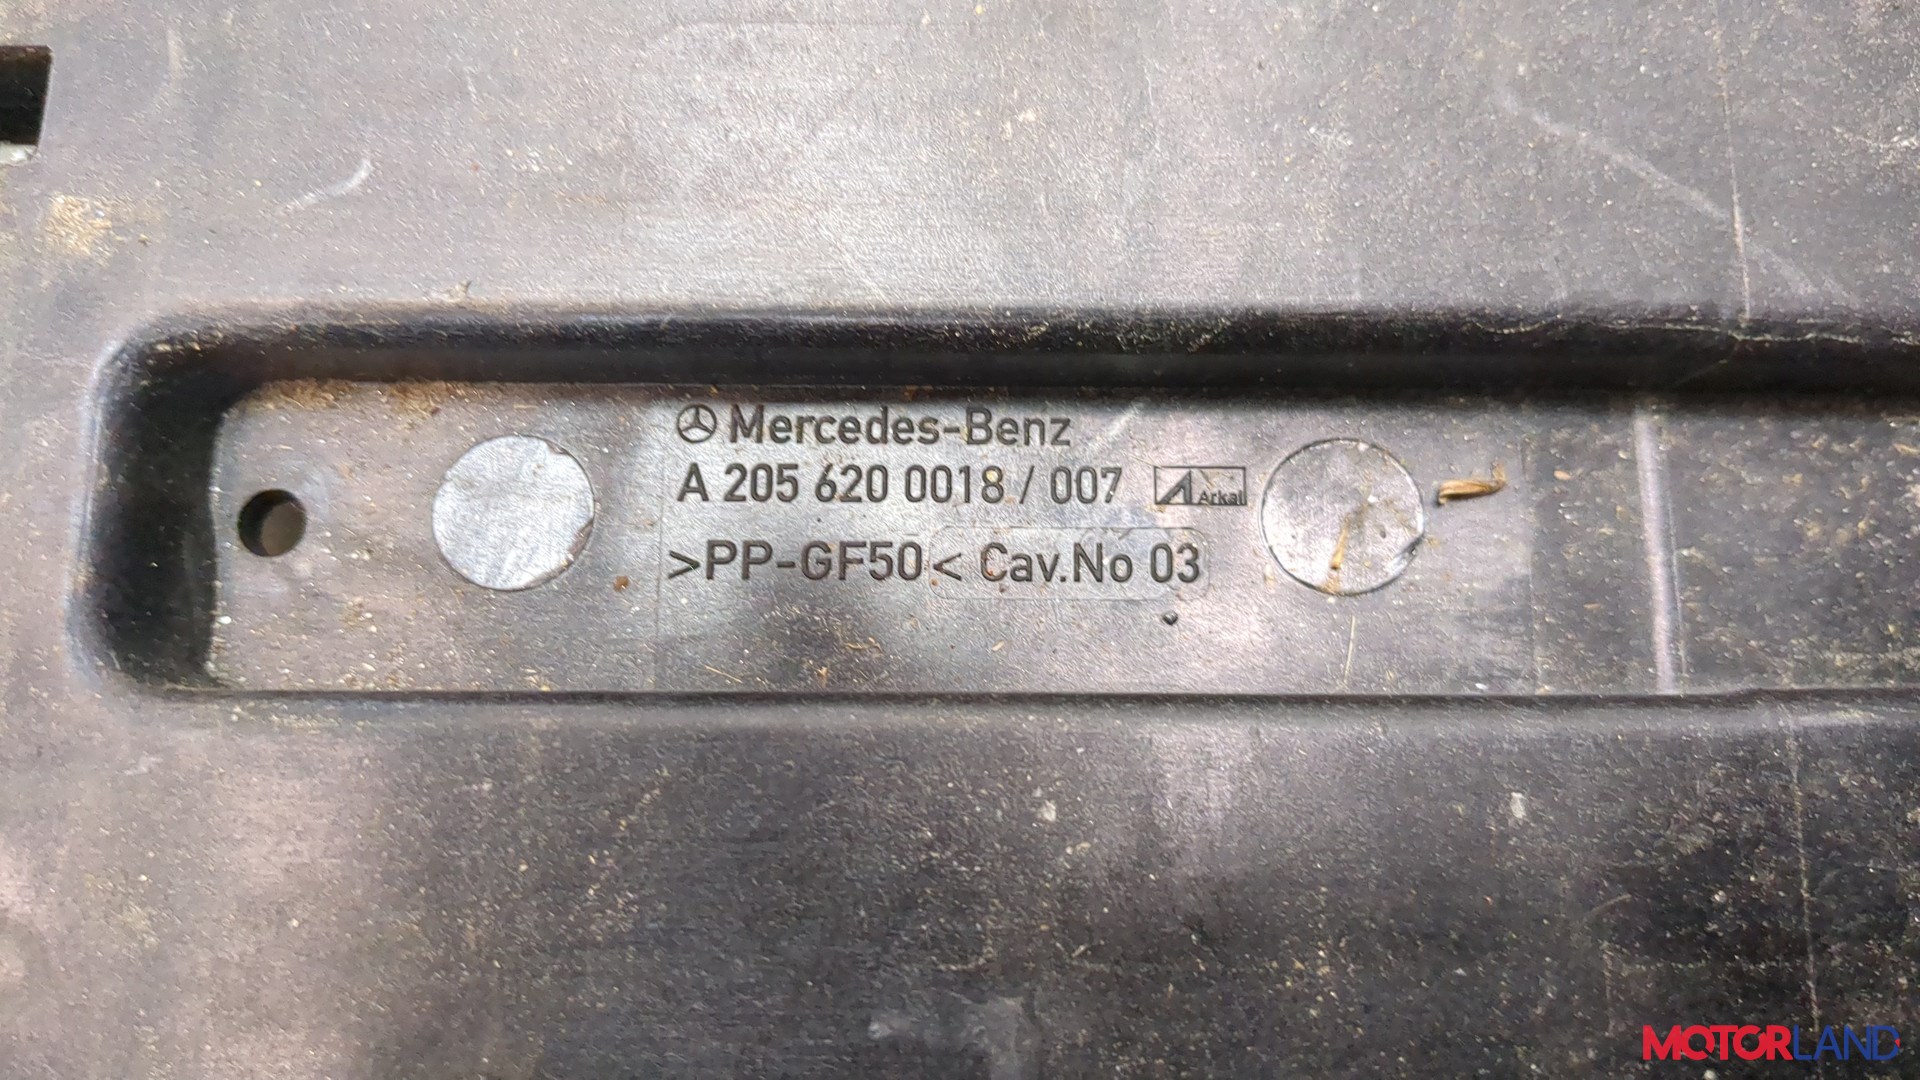 Mercedes-Benz
A 205 620 0018 / 007 Arkal
>PP-GF50< Cav.No 03
MOTORLAND